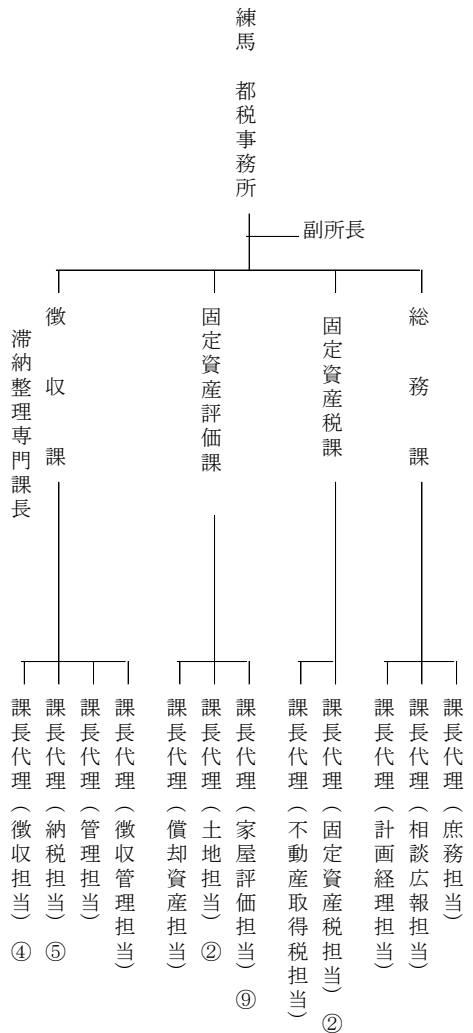 練馬 都税事務所
副所長
総務課
固定資産税課
固定資産評価課
徴収課
滞納整理専門課長
課長代理（庶務担当）
課長代理（相談広報担当）
課長代理（計画経理担当）
課長代理（固定資産税担当）②
課長代理（不動産取得税担当）
課長代理（家屋評価担当）⑨
課長代理（土地担当）②
課長代理（償却資産担当）
課長代理（徴収管理担当）
課長代理（管理担当）
課長代理（納税担当）⑤
課長代理（徴収担当）④